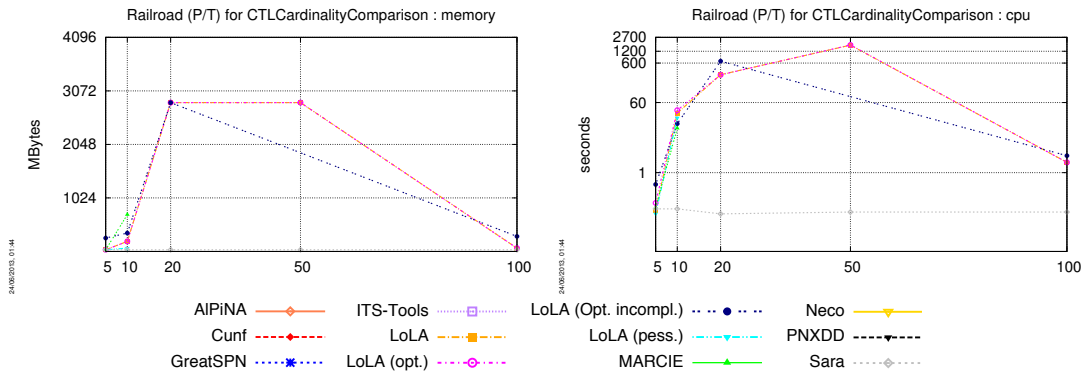 Railroad (P/T) for CTLCardinalityComparison : memory
4096
3072
2048
1024
MBytes
5 10 20 50 100
24/06/2013, 01:44
Railroad (P/T) for CTLCardinalityComparison : cpu
2700
1200
600
60
1
seconds
5 10 20 50 100
24/06/2013, 01:44
AlPiNA ITS-Tools LoLA (Opt. incompl.) Neco
Cunf LoLA LoLA (pess.) PNXDD
GreatSPN LoLA (opt.) MARCIE Sara